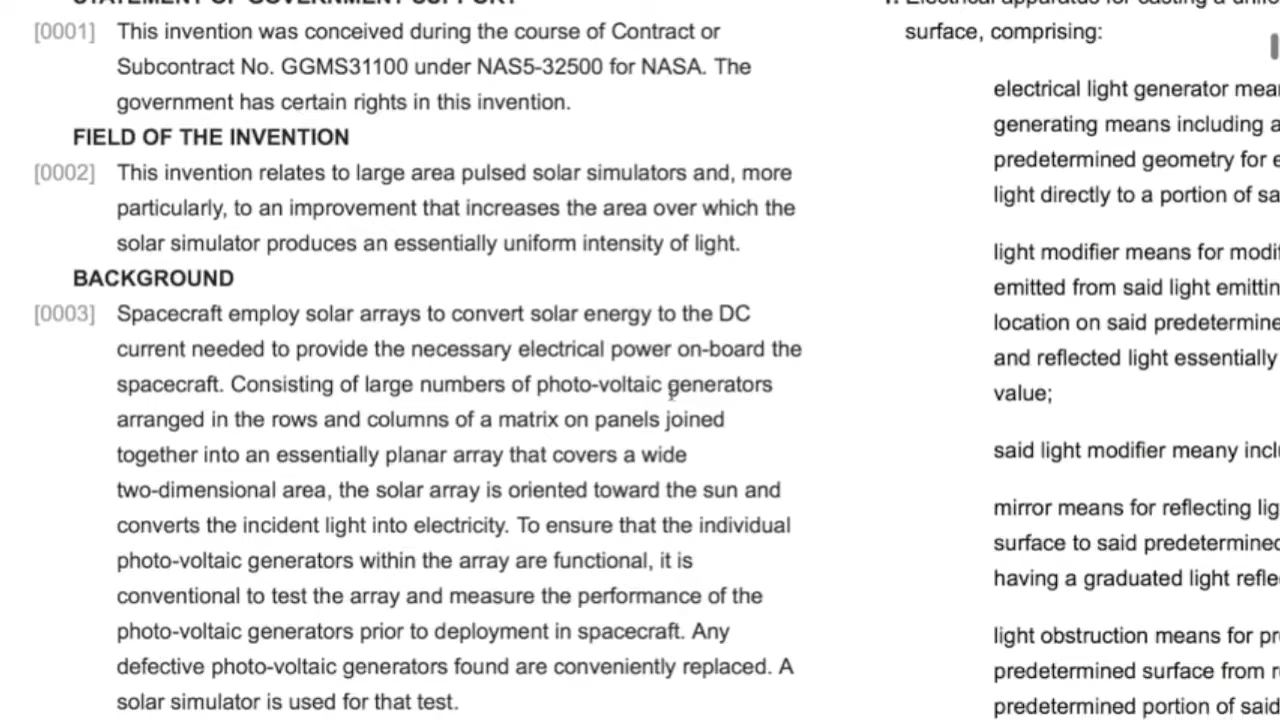 STATEMENT OF GOVERNMENT SUPPORT
[0001] This invention was conceived during the course of Contract or
Subcontract No. GGMS31100 under NAS5-32500 for NASA. The
government has certain rights in this invention.
FIELD OF THE INVENTION
[0002] This invention relates to large area pulsed solar simulators and, more
particularly, to an improvement that increases the area over which the
solar simulator produces an essentially uniform intensity of light.
BACKGROUND
[0003] Spacecraft employ solar arrays to convert solar energy to the DC
current needed to provide the necessary electrical power on-board the
spacecraft. Consisting of large numbers of photo-voltaic generators
arranged in the rows and columns of a matrix on panels joined
together into an essentially planar array that covers a wide
two-dimensional area, the solar array is oriented toward the sun and
converts the incident light into electricity. To ensure that the individual
photo-voltaic generators within the array are functional, it is
conventional to test the array and measure the performance of the
photo-voltaic generators prior to deployment in spacecraft. Any
defective photo-voltaic generators found are conveniently replaced. A
solar simulator is used for that test.
1. Electrical apparatus for casting a
surface, comprising:
electrical light generator
generating means including a
predetermined geometry for
light directly to a portion of
light modifier means for
emitted from said light
location on said
and reflected light essentially
value;
said light modifier meany
mirror means for reflecting
surface to said
having a graduated light
light obstruction means for
predetermined surface from
predetermined portion of said